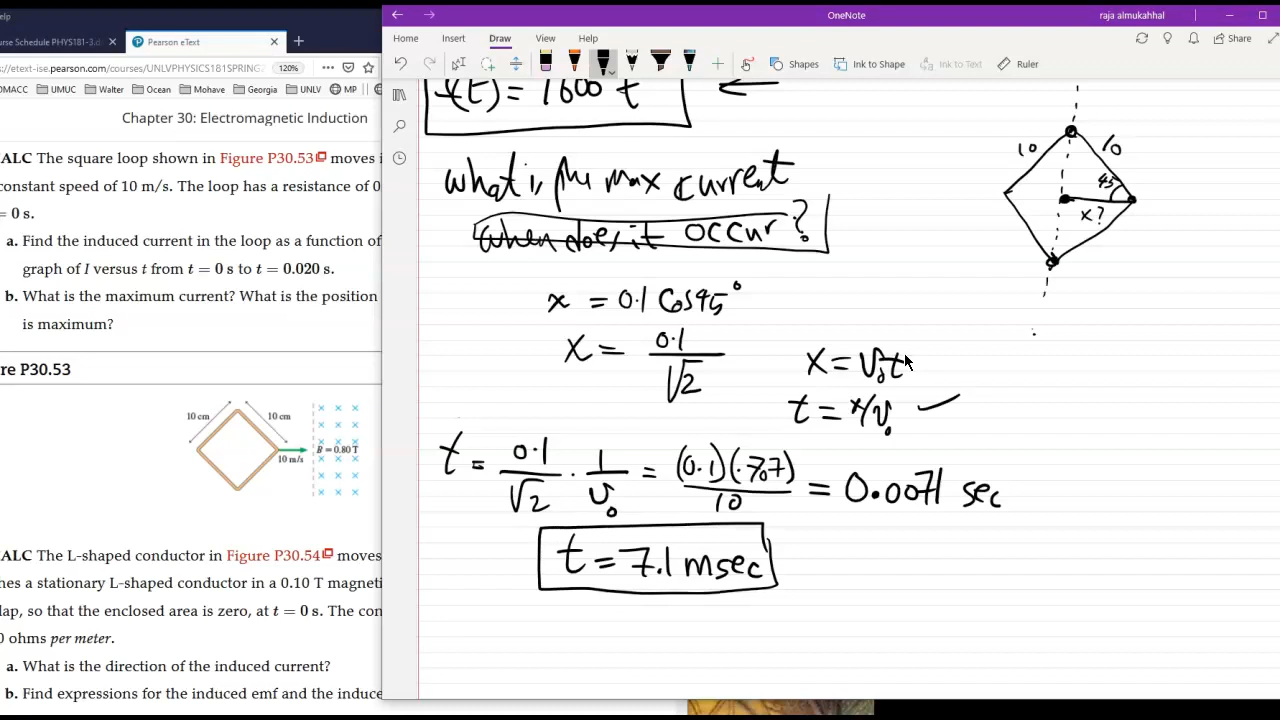 elp
OneNote
raja almukahhal
urse Schedule PHYS181-3.d
Pearson eText
Home
Insert
Draw
View
Help
Share
se://etext-ise.pearson.com/courses/UNLVPHYSICS181SPRING
120%
Shapes
Ink to Shape
Ink to Text
Ruler
OMACC
UMUC
Walter
Ocean
Mohave
Georgia
UNLV
MP
Chapter 30: Electromagnetic Induction
ALC The square loop shown in Figure P30.53 moves i
constant speed of 10 m/s. The loop has a resistance of 0
= 0 s.
a. Find the induced current in the loop as a function of
graph of I versus t from t = 0 s to t = 0.020 s.
b. What is the maximum current? What is the position
is maximum?
re P30.53
10 cm
10 cm
10 m/s
B = 0.80 T
ALC The L-shaped conductor in Figure P30.54 moves
hes a stationary L-shaped conductor in a 0.10 T magneti
lap, so that the enclosed area is zero, at t = 0 s. The con
0 ohms per meter.
a. What is the direction of the induced current?
b. Find expressions for the induced emf and the induce
(t) = 1600 t
what is the max current
when does it occur?
x = 0.1 Cos45°
x = 0.1/√2
x = v₀t
t = x/v₀ ✓
t = 0.1/√2 · 1/v₀ = (0.1)(.707)/10 = 0.0071 sec
t = 7.1 msec
10
10
45
x?